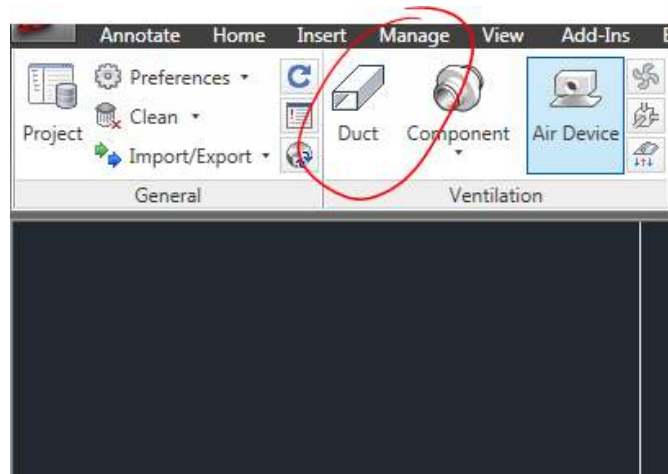 Annotate Home Insert Manage View Add-Ins
Preferences
Clean
Import/Export
Project
Duct Component Air Device
General Ventilation